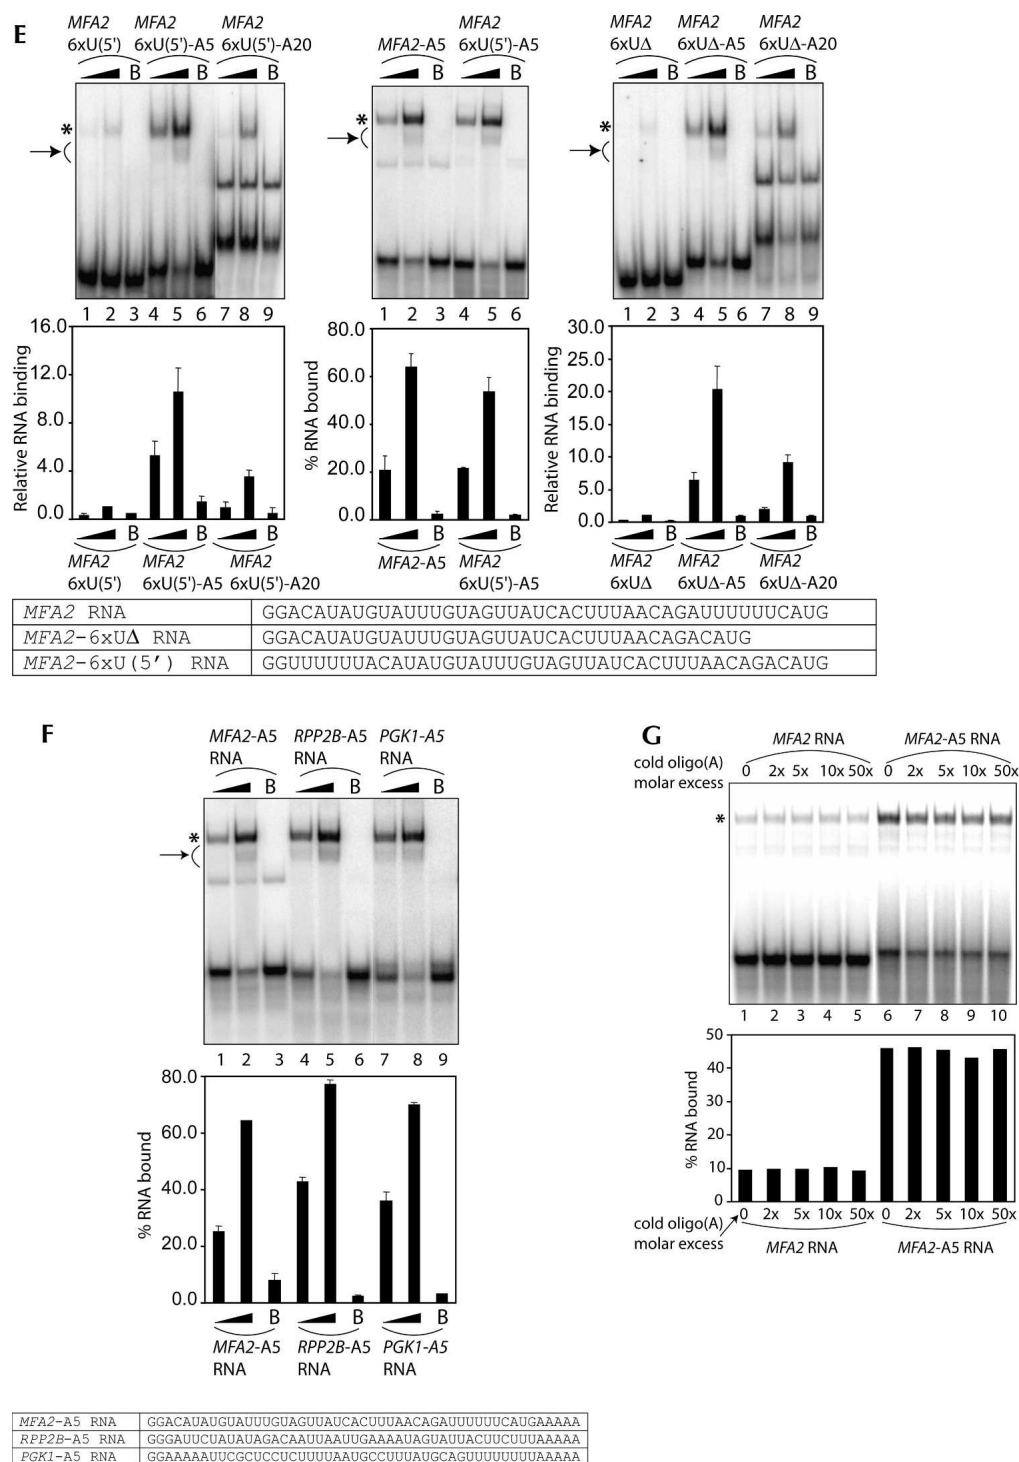 E
MFA2 6xU(5') MFA2 6xU(5')-A5 MFA2 6xU(5')-A20
B B B
*
1 2 3 4 5 6 7 8 9
Relative RNA binding
16.0
12.0
8.0
4.0
0.0
B B B
MFA2 6xU(5') MFA2 6xU(5')-A5 MFA2 6xU(5')-A20
MFA2-A5 MFA2 6xU(5')-A5
B B
*
1 2 3 4 5 6
% RNA bound
80.0
60.0
40.0
20.0
0.0
B B
MFA2-A5 MFA2 6xU(5')-A5
MFA2 6xUΔ MFA2 6xUΔ-A5 MFA2 6xUΔ-A20
B B B
*
1 2 3 4 5 6 7 8 9
Relative RNA binding
30.0
25.0
20.0
15.0
10.0
5.0
0.0
B B B
MFA2 6xUΔ MFA2 6xUΔ-A5 MFA2 6xUΔ-A20
MFA2 RNA GGACAUAUGUAUUUGUAGUUAUCACUUUAACAGAUUUUUUCAUG
MFA2-6xUΔ RNA GGACAUAUGUAUUUGUAGUUAUCACUUUAACAGACAUG
MFA2-6xU(5′) RNA GGUUUUUUACAUAUGUAUUUGUAGUUAUCACUUUAACAGACAUG
F
MFA2-A5 RNA RPP2B-A5 RNA PGK1-A5 RNA
B B B
*
1 2 3 4 5 6 7 8 9
% RNA bound
80.0
60.0
40.0
20.0
0.0
B B B
MFA2-A5 RNA RPP2B-A5 RNA PGK1-A5 RNA
G
MFA2 RNA MFA2-A5 RNA
cold oligo(A) molar excess 0 2x 5x 10x 50x 0 2x 5x 10x 50x
*
1 2 3 4 5 6 7 8 9 10
% RNA bound
50
40
30
20
10
0
cold oligo(A) molar excess 0 2x 5x 10x 50x 0 2x 5x 10x 50x
MFA2 RNA MFA2-A5 RNA
MFA2-A5 RNA GGACAUAUGUAUUUGUAGUUAUCACUUUAACAGAUUUUUUCAUGAAAAA
RPP2B-A5 RNA GGGAUUCUAUAUAGACAAUUAAUUGAAAAUAGUAUUACUUCUUUAAAAA
PGK1-A5 RNA GGAAAAAUUCGCUCCUCUUUUAAUGCCUUUAUGCAGUUUUUUUUAAAAA